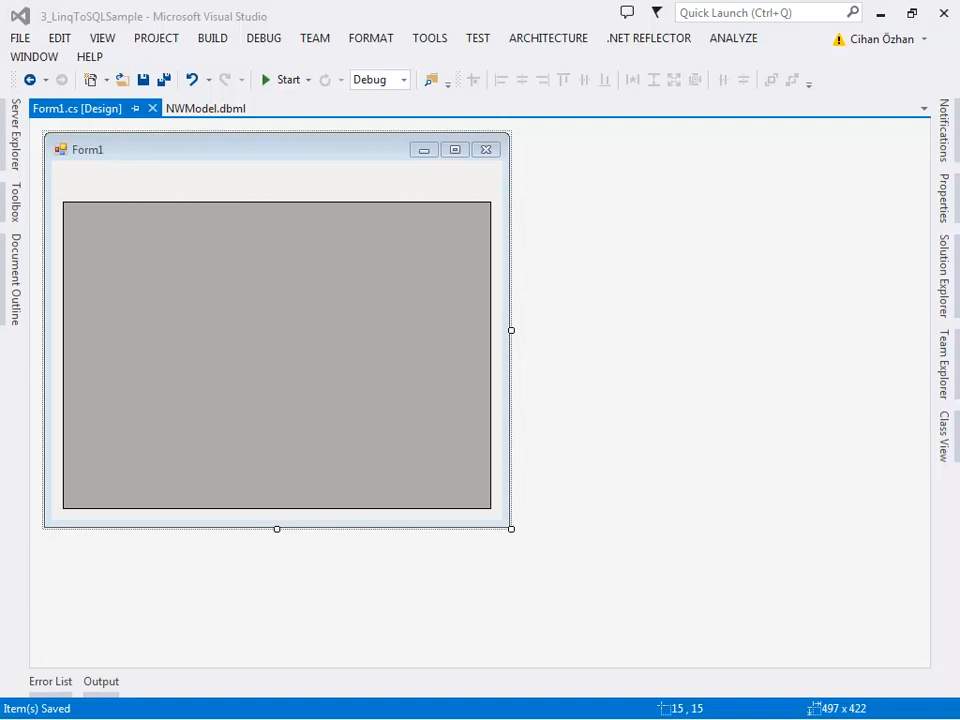 3_LinqToSQLSample - Microsoft Visual Studio
Quick Launch (Ctrl+Q)
FILE EDIT VIEW PROJECT BUILD DEBUG TEAM FORMAT TOOLS TEST ARCHITECTURE .NET REFLECTOR ANALYZE
Cihan Özhan
WINDOW HELP
Start Debug
Form1.cs [Design] NWModel.dbml
Form1
Server Explorer
Toolbox
Document Outline
Notifications
Properties
Solution Explorer
Team Explorer
Class View
Error List Output
Item(s) Saved 15 , 15 497 x 422